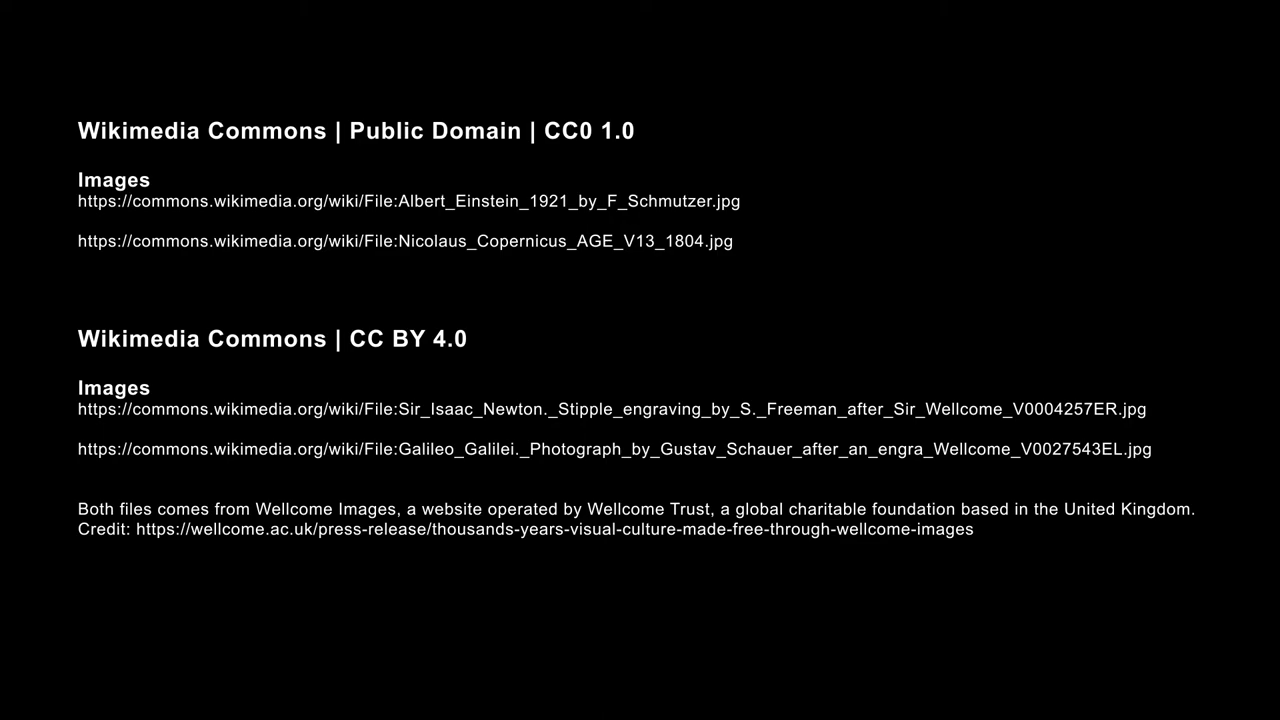 Wikimedia Commons | Public Domain | CC0 1.0
Images
https://commons.wikimedia.org/wiki/File:Albert_Einstein_1921_by_F_Schmutzer.jpg
https://commons.wikimedia.org/wiki/File:Nicolaus_Copernicus_AGE_V13_1804.jpg
Wikimedia Commons | CC BY 4.0
Images
https://commons.wikimedia.org/wiki/File:Sir_Isaac_Newton._Stipple_engraving_by_S._Freeman_after_Sir_Wellcome_V0004257ER.jpg
https://commons.wikimedia.org/wiki/File:Galileo_Galilei._Photograph_by_Gustav_Schauer_after_an_engra_Wellcome_V0027543EL.jpg
Both files comes from Wellcome Images, a website operated by Wellcome Trust, a global charitable foundation based in the United Kingdom.
Credit: https://wellcome.ac.uk/press-release/thousands-years-visual-culture-made-free-through-wellcome-images